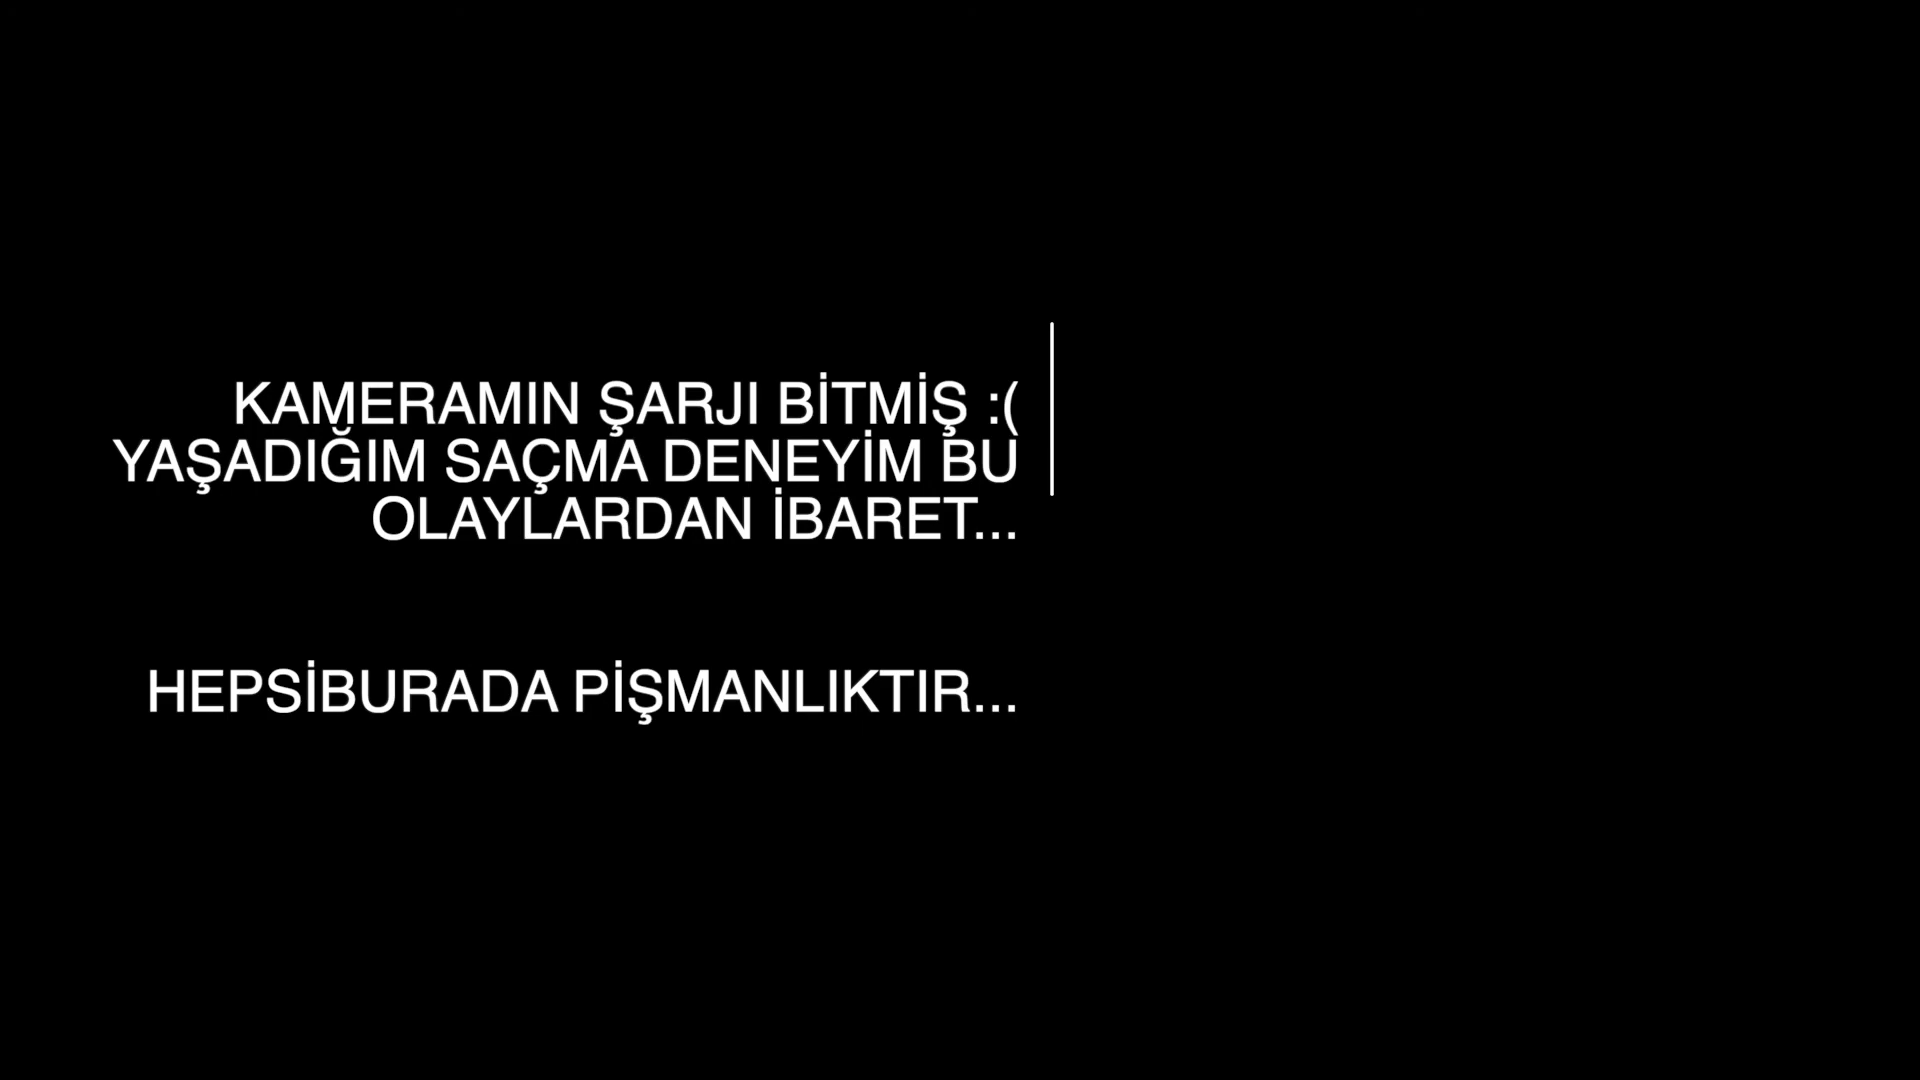 KAMERAMIN ŞARJI BİTMİŞ :(
YAŞADIĞIM SAÇMA DENEYİM BU
OLAYLARDAN İBARET...
HEPSİBURADA PİŞMANLIKTIR...